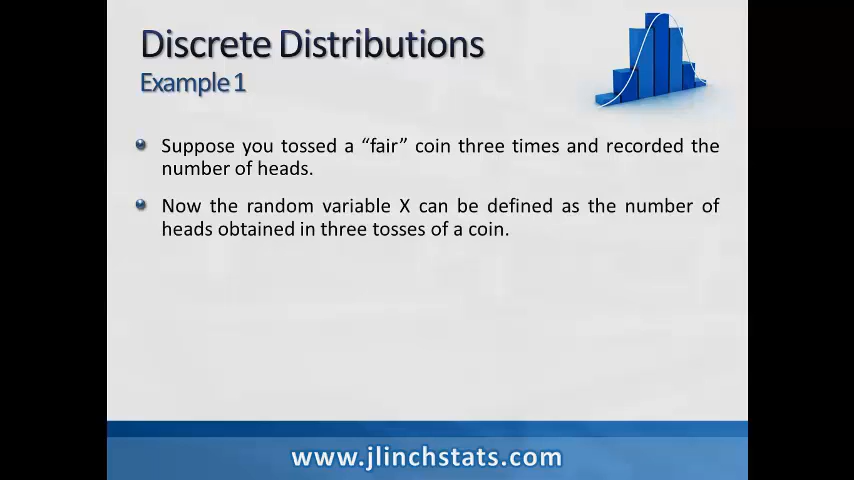 Discrete Distributions
Example 1
Suppose you tossed a “fair” coin three times and recorded the
number of heads.
Now the random variable X can be defined as the number of
heads obtained in three tosses of a coin.
www.jlinchstats.com